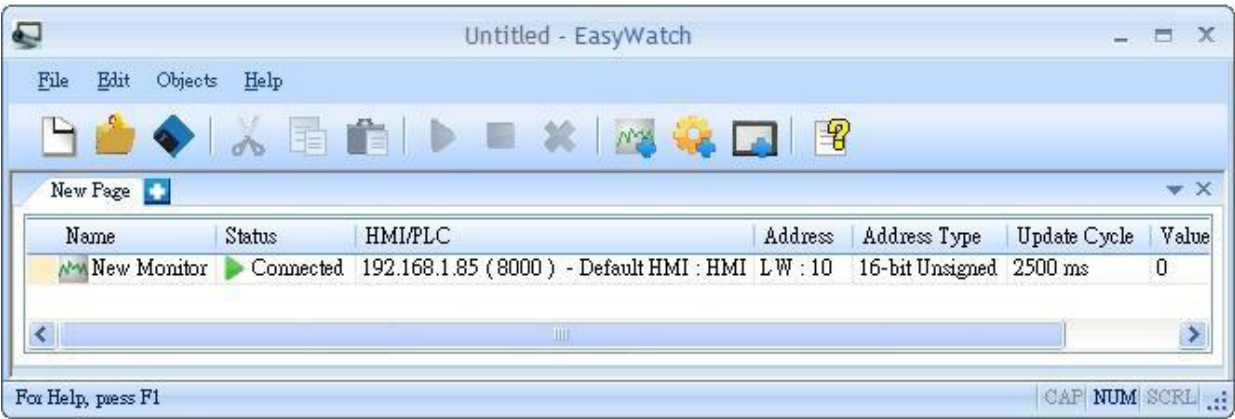 Untitled - EasyWatch
File Edit Objects Help
New Page
Name Status HMI/PLC Address Address Type Update Cycle Value
New Monitor Connected 192.168.1.85 ( 8000 ) - Default HMI : HMI LW : 10 16-bit Unsigned 2500 ms 0
For Help, press F1 CAP NUM SCRL